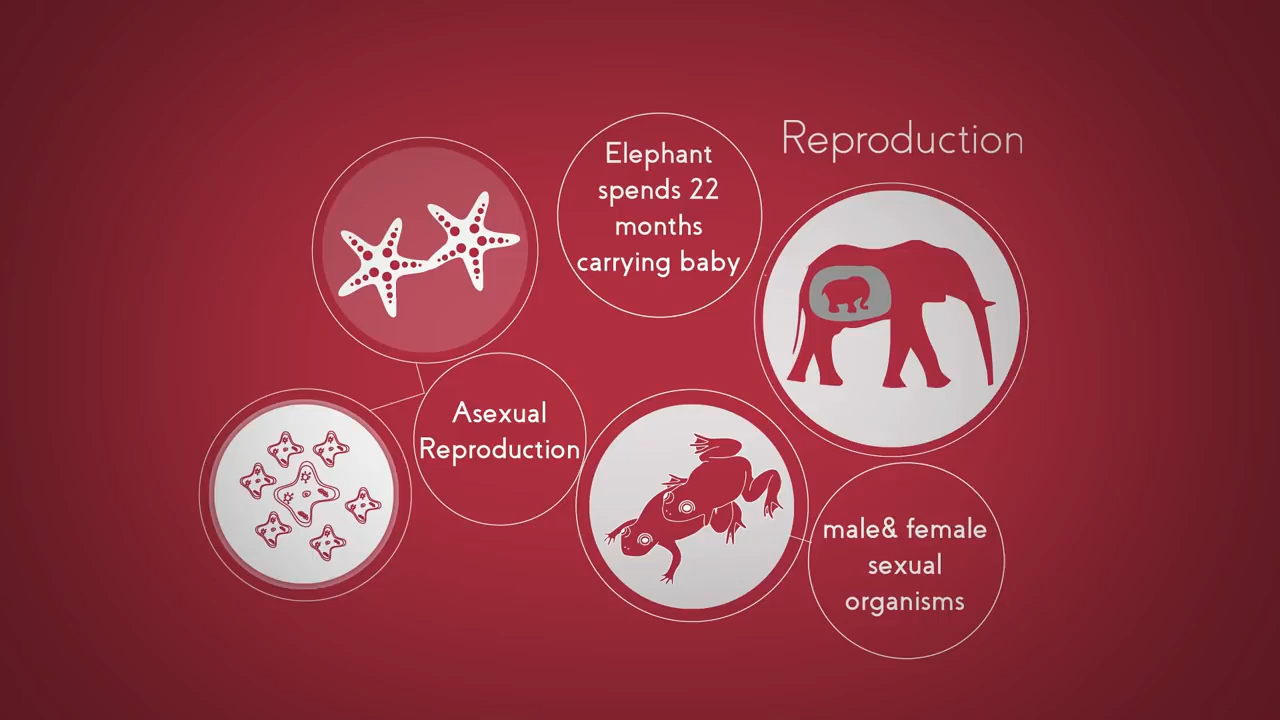 Reproduction
Elephant
spends 22
months
carrying baby
Asexual
Reproduction
male& female
sexual
organisms